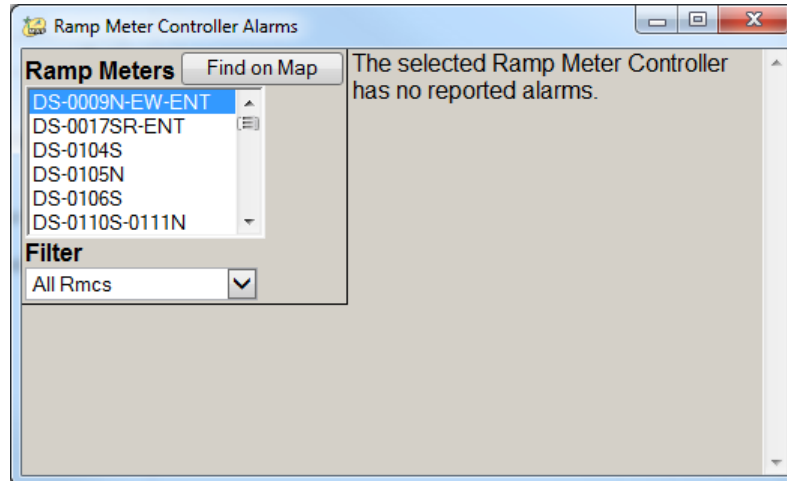 Ramp Meter Controller Alarms
Ramp Meters
Find on Map
DS-0009N-EW-ENT
DS-0017SR-ENT
DS-0104S
DS-0105N
DS-0106S
DS-0110S-0111N
Filter
All Rmcs
The selected Ramp Meter Controller
has no reported alarms.